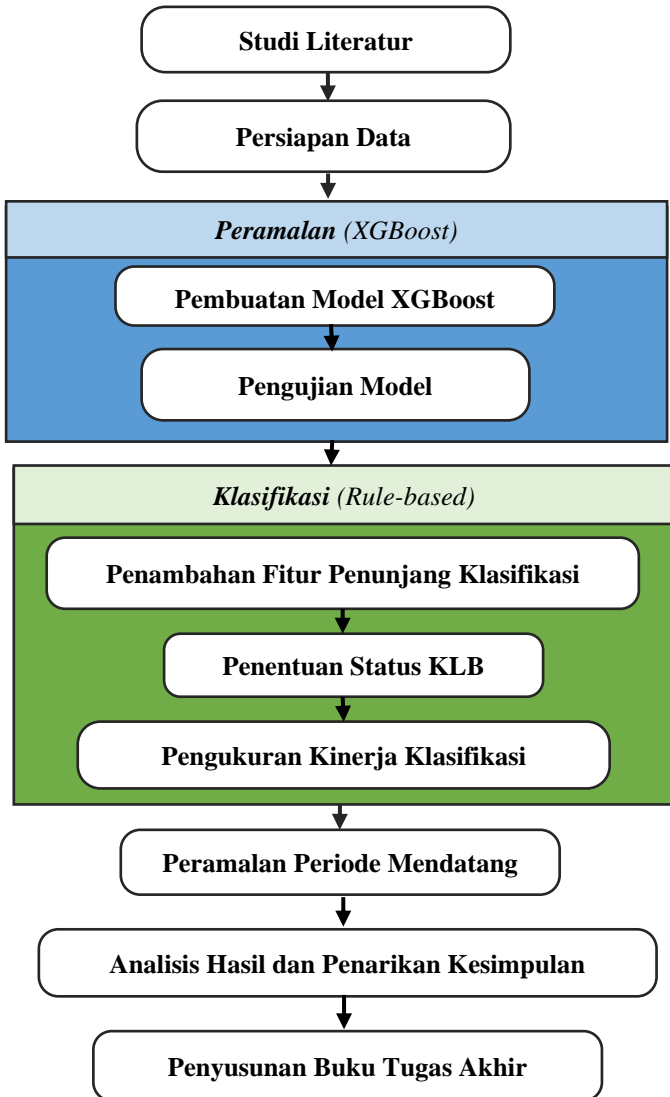 Studi Literatur
Persiapan Data
Peramalan (XGBoost)
Pembuatan Model XGBoost
Pengujian Model
Klasifikasi (Rule-based)
Penambahan Fitur Penunjang Klasifikasi
Penentuan Status KLB
Pengukuran Kinerja Klasifikasi
Peramalan Periode Mendatang
Analisis Hasil dan Penarikan Kesimpulan
Penyusunan Buku Tugas Akhir